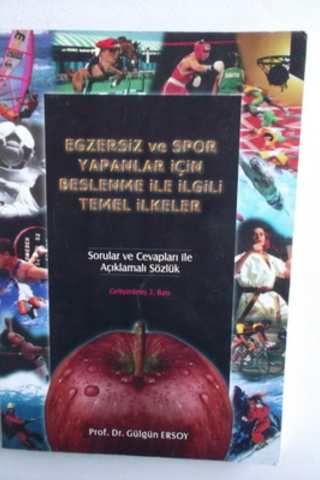 EGZERSİZ ve SPOR
YAPANLAR İÇİN
BESLENME İLE İLGİLİ
TEMEL İLKELER
Sorular ve Cevapları ile
Açıklamalı Sözlük
Geliştirilmiş 2. Bası
Prof. Dr. Gülgün ERSOY